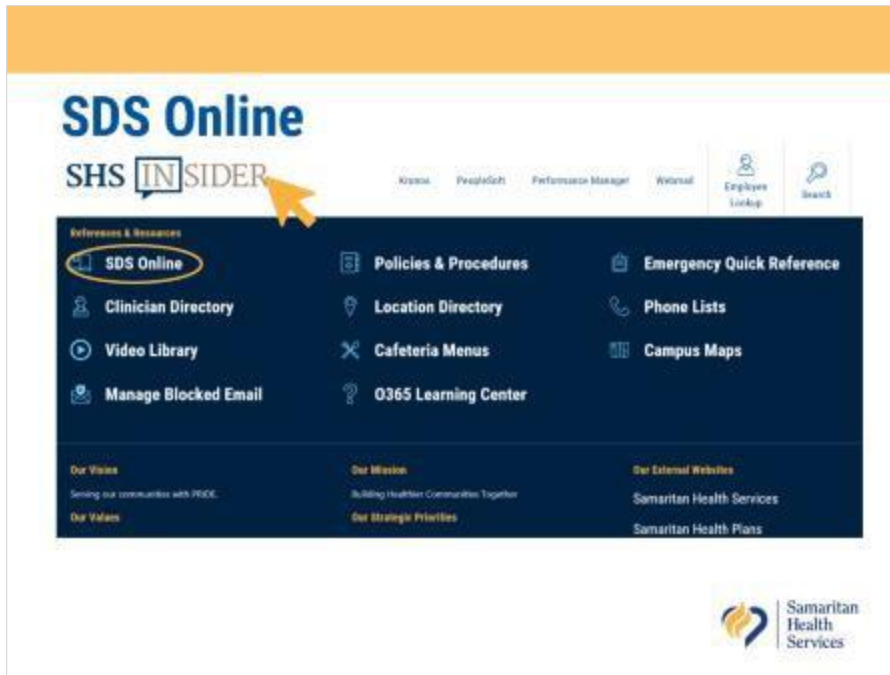 SDS Online
SHS INSIDER
Kronos PeopleSoft Performance Manager Webmail Employee Lookup Search
References & Resources
SDS Online Policies & Procedures Emergency Quick Reference
Clinician Directory Location Directory Phone Lists
Video Library Cafeteria Menus Campus Maps
Manage Blocked Email O365 Learning Center
Our Vision Our Mission Our External Websites
Serving our communities with PRIDE. Building Healthier Communities Together Samaritan Health Services
Our Values Our Strategic Priorities Samaritan Health Plans
Samaritan
Health
Services